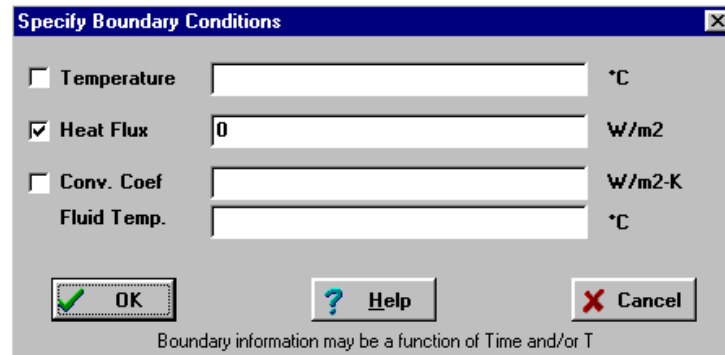 Specify Boundary Conditions
Temperature °C
Heat Flux 0 W/m2
Conv. Coef W/m2-K
Fluid Temp. °C
OK ? Help Cancel
Boundary information may be a function of Time and/or T